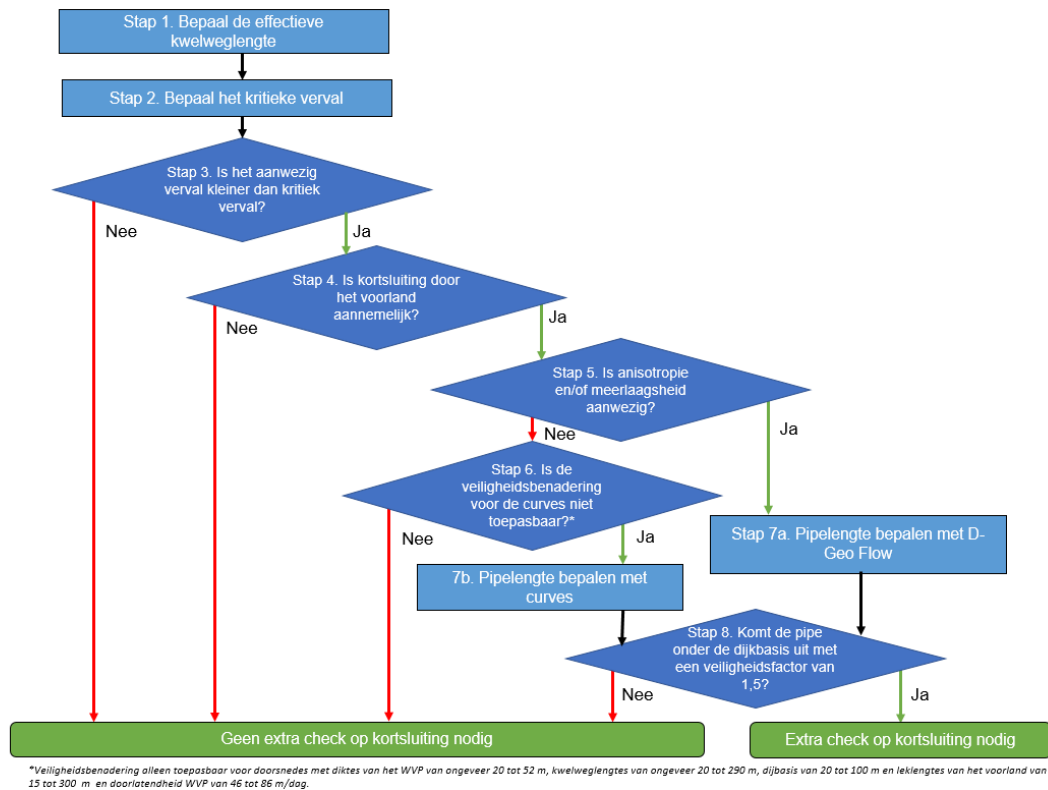 Stap 1. Bepaal de effectieve
kwelweglengte
Stap 2. Bepaal het kritieke verval
Stap 3. Is het aanwezig
verval kleiner dan kritiek
verval?
Nee
Ja
Stap 4. Is kortsluiting door
het voorland
aannemelijk?
Nee
Ja
Stap 5. Is anisotropie
en/of meerlaagsheid
aanwezig?
Nee
Ja
Stap 6. Is de
veiligheidsbenadering
voor de curves niet
toepasbaar?*
Nee
Ja
Stap 7a. Pipelengte bepalen met D-
Geo Flow
7b. Pipelengte bepalen met
curves
Stap 8. Komt de pipe
onder de dijkbasis uit met
een veiligheidsfactor van
1,5?
Nee
Ja
Geen extra check op kortsluiting nodig
Extra check op kortsluiting nodig
*Veiligheidsbenadering alleen toepasbaar voor doorsnedes met diktes van het WVP van ongeveer 20 tot 52 m, kwelweglengtes van ongeveer 20 tot 290 m, dijbasis van 20 tot 100 m en leklengtes van het voorland van
15 tot 300 m en doorlatendheid WVP van 46 tot 86 m/dag.